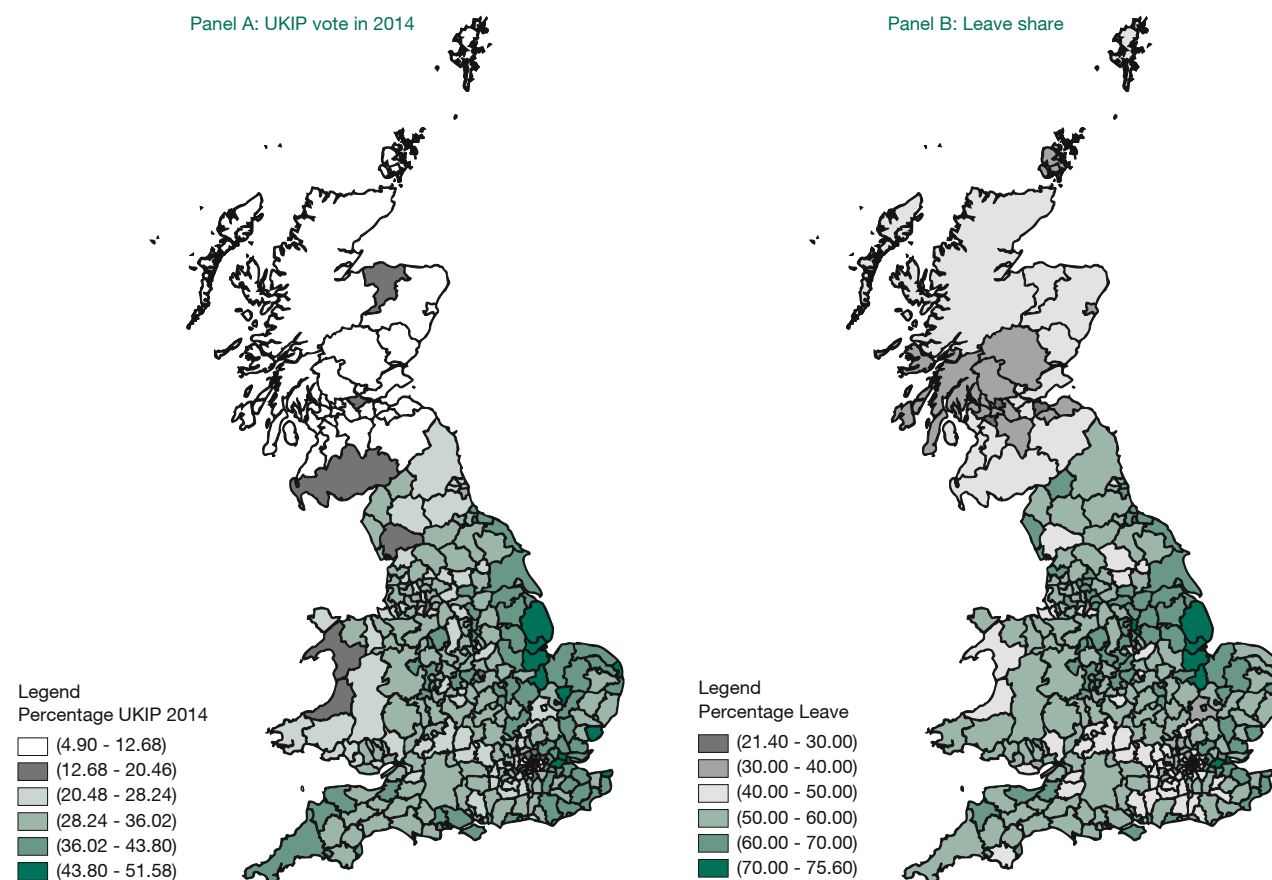 Panel A: UKIP vote in 2014
Legend
Percentage UKIP 2014
(4.90 - 12.68)
(12.68 - 20.46)
(20.48 - 28.24)
(28.24 - 36.02)
(36.02 - 43.80)
(43.80 - 51.58)
Panel B: Leave share
Legend
Percentage Leave
(21.40 - 30.00)
(30.00 - 40.00)
(40.00 - 50.00)
(50.00 - 60.00)
(60.00 - 70.00)
(70.00 - 75.60)